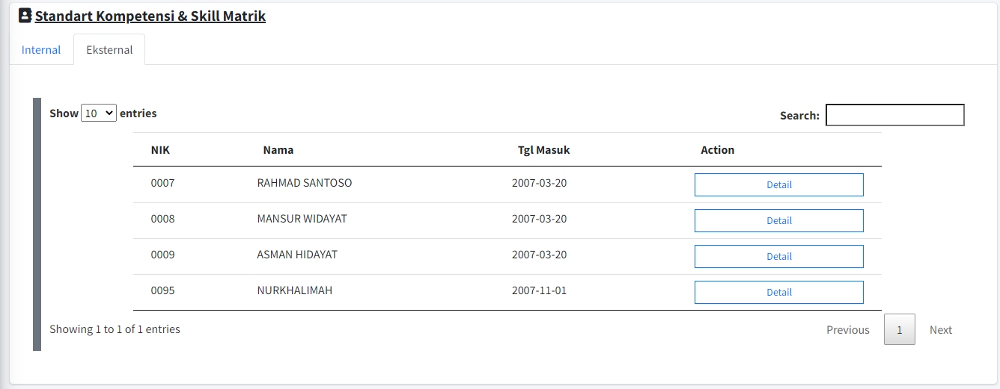 Standart Kompetensi & Skill Matrik
Internal Eksternal
Show 10 entries Search:
NIK Nama Tgl Masuk Action
0007 RAHMAD SANTOSO 2007-03-20 Detail
0008 MANSUR WIDAYAT 2007-03-20 Detail
0009 ASMAN HIDAYAT 2007-03-20 Detail
0095 NURKHALIMAH 2007-11-01 Detail
Showing 1 to 1 of 1 entries Previous 1 Next